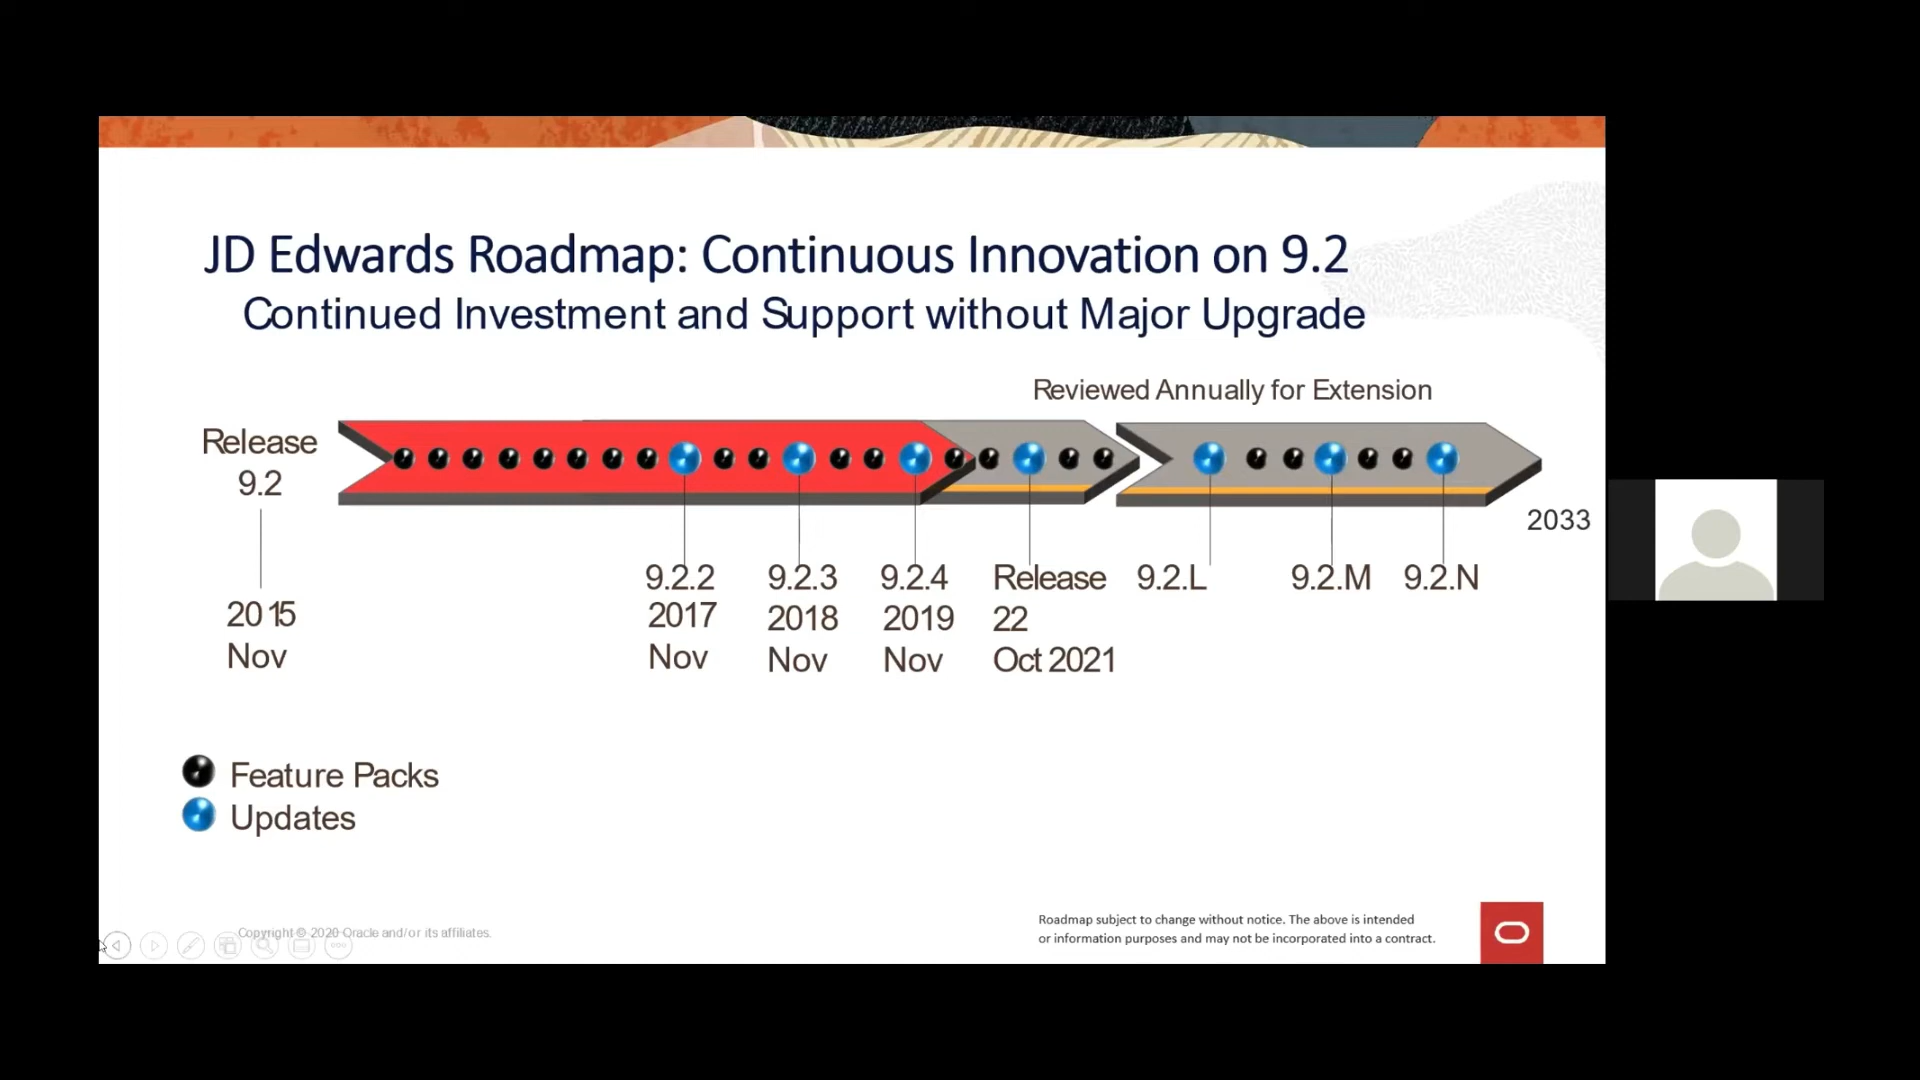 JD Edwards Roadmap: Continuous Innovation on 9.2
Continued Investment and Support without Major Upgrade
Reviewed Annually for Extension
Release
9.2
2015
Nov
9.2.2
2017
Nov
9.2.3
2018
Nov
9.2.4
2019
Nov
Release
22
Oct 2021
9.2.L
9.2.M
9.2.N
2033
Feature Packs
Updates
Copyright © 2020 Oracle and/or its affiliates.
Roadmap subject to change without notice. The above is intended
or information purposes and may not be incorporated into a contract.